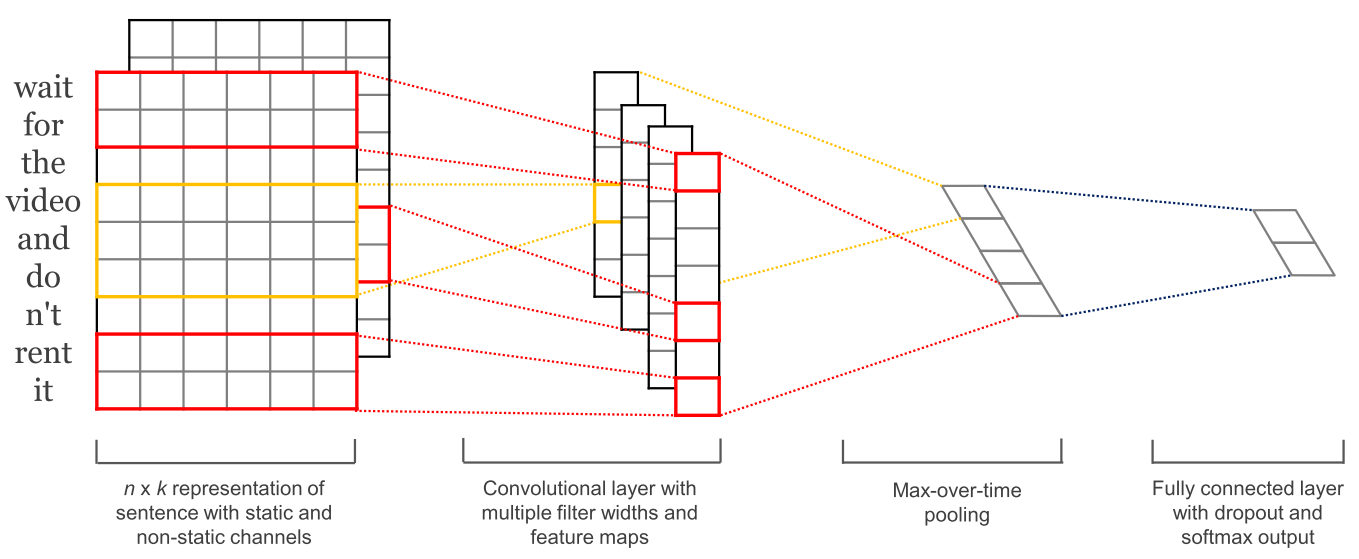 wait
for
the
video
and
do
n't
rent
it
n x k representation of
sentence with static and
non-static channels
Convolutional layer with
multiple filter widths and
feature maps
Max-over-time
pooling
Fully connected layer
with dropout and
softmax output